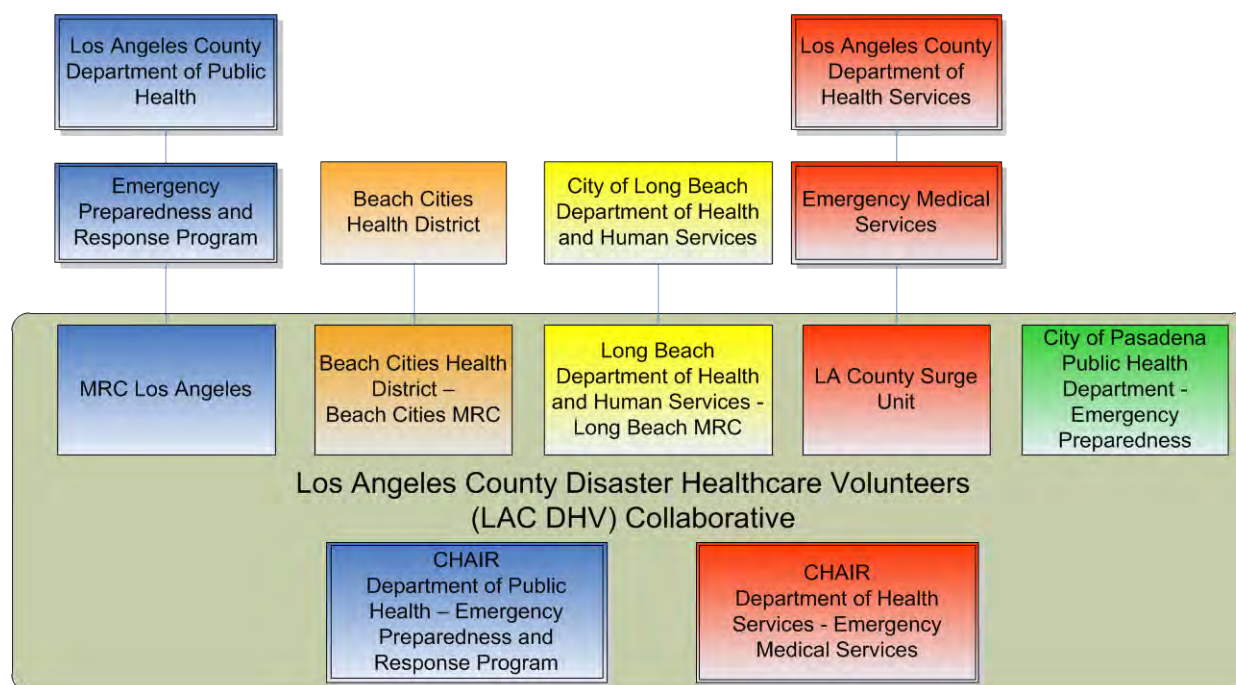 Los Angeles County
Department of Public
Health
Los Angeles County
Department of
Health Services
Emergency
Preparedness and
Response Program
Beach Cities
Health District
City of Long Beach
Department of Health
and Human Services
Emergency Medical
Services
MRC Los Angeles
Beach Cities Health
District –
Beach Cities MRC
Long Beach
Department of Health
and Human Services -
Long Beach MRC
LA County Surge
Unit
City of Pasadena
Public Health
Department -
Emergency
Preparedness
Los Angeles County Disaster Healthcare Volunteers
(LAC DHV) Collaborative
CHAIR
Department of Public
Health – Emergency
Preparedness and
Response Program
CHAIR
Department of Health
Services - Emergency
Medical Services